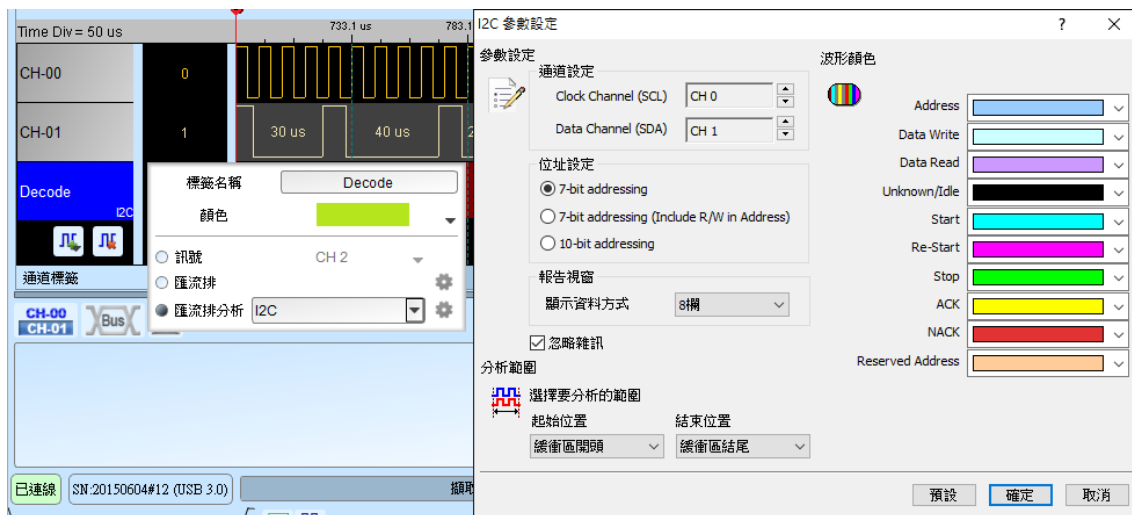 Time Div = 50 us
733.1 us
783.1
CH-00
0
CH-01
1
30 us
40 us
2
Decode
I2C
標籤名稱
Decode
顏色
訊號
CH 2
匯流排
匯流排分析
I2C
通道標籤
CH-00
CH-01
Bus
已連線
SN:20150604#12 (USB 3.0)
擷取
I2C 參數設定
?
參數設定
通道設定
Clock Channel (SCL)
CH 0
Data Channel (SDA)
CH 1
位址設定
7-bit addressing
7-bit addressing (Include R/W in Address)
10-bit addressing
報告視窗
顯示資料方式
8欄
忽略雜訊
分析範圍
選擇要分析的範圍
起始位置
結束位置
緩衝區開頭
緩衝區結尾
波形顏色
Address
Data Write
Data Read
Unknown/Idle
Start
Re-Start
Stop
ACK
NACK
Reserved Address
預設
確定
取消